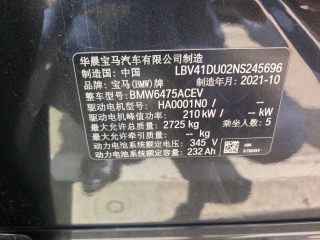 华晨宝马汽车有限公司制造
制造国：中国 LBV41DU02NS245696
品牌：宝马(BMW)牌 制造年月：2021-10
整车型号：BMW6475ACEV
驱动电机型号： HA0001N0 / --
驱动电机峰值功率： 210 kW / -- kW
最大允许总质量： 2725 kg 乘坐人数：5
最大允许牵引质量： -- kg
动力电池系统额定电压： 345 V
动力电池系统额定容量： 232 Ah